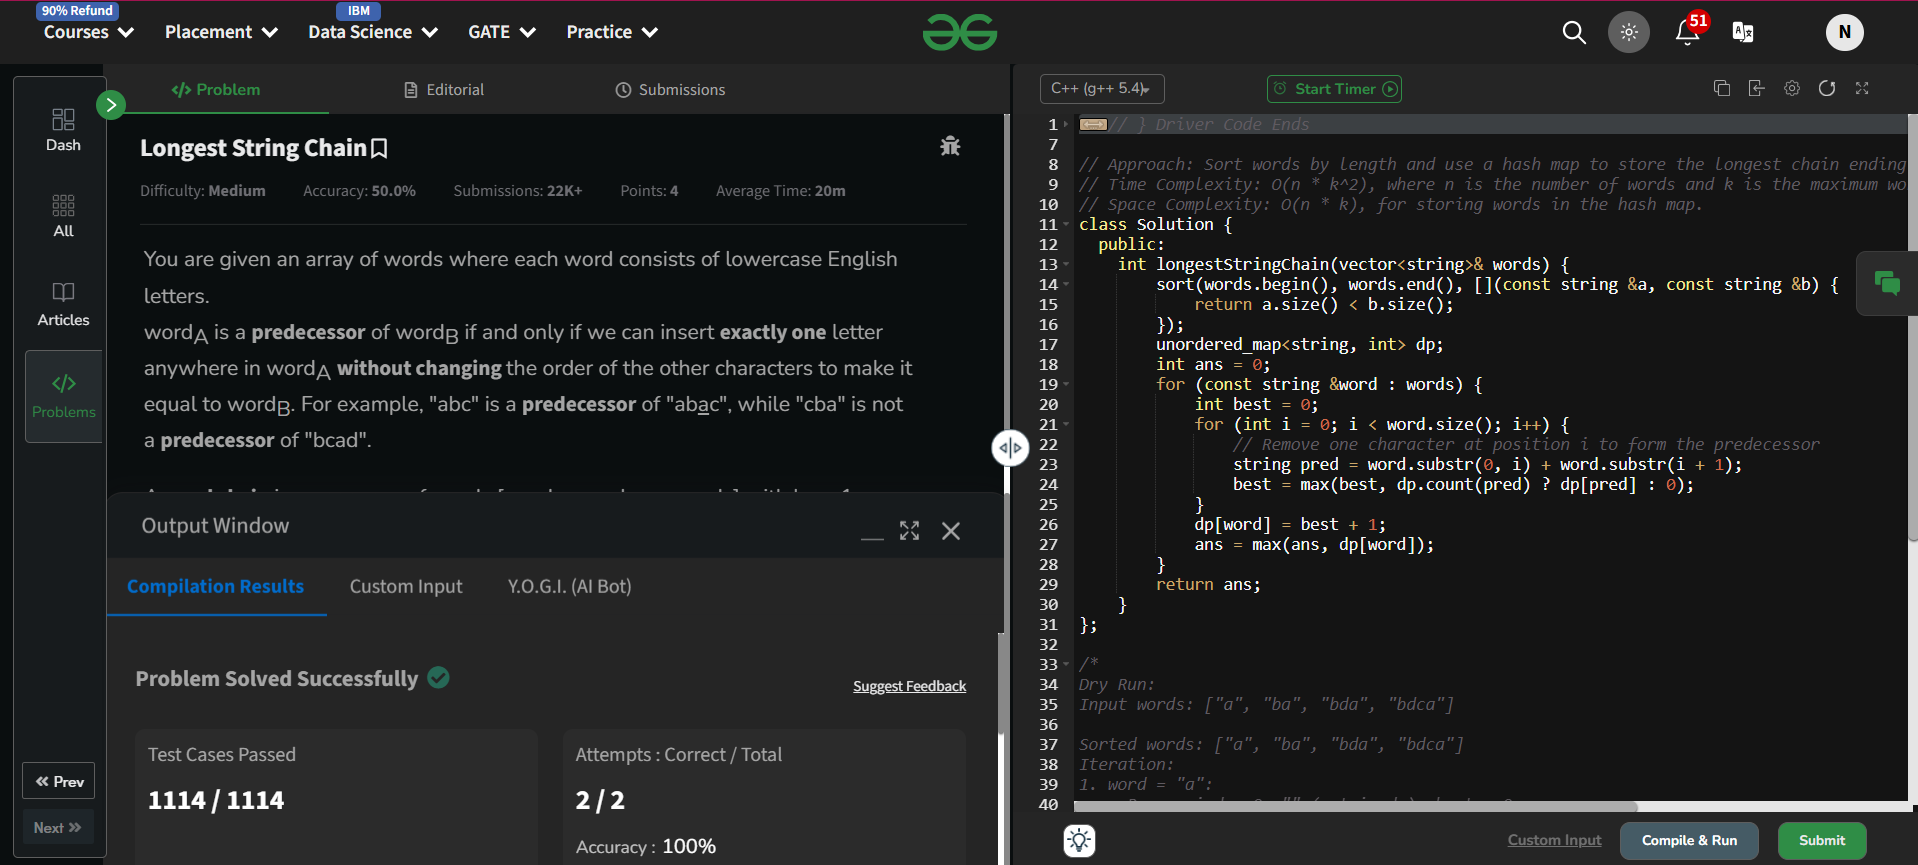 90% Refund
IBM
Courses
Placement
Data Science
GATE
Practice
51
N
Dash
All
Articles
Problems
Prev
Next
Problem
Editorial
Submissions
Longest String Chain
Difficulty: Medium Accuracy: 50.0% Submissions: 22K+ Points: 4 Average Time: 20m
You are given an array of words where each word consists of lowercase English
letters.
wordA is a predecessor of wordB if and only if we can insert exactly one letter
anywhere in wordA without changing the order of the other characters to make it
equal to wordB. For example, "abc" is a predecessor of "abac", while "cba" is not
a predecessor of "bcad".
Output Window
Compilation Results
Custom Input
Y.O.G.I. (AI Bot)
Problem Solved Successfully
Suggest Feedback
Test Cases Passed
1114 / 1114
Attempts : Correct / Total
2 / 2
Accuracy : 100%
C++ (g++ 5.4)
Start Timer
1 // } Driver Code Ends
7
8 // Approach: Sort words by length and use a hash map to store the longest chain ending
9 // Time Complexity: O(n * k^2), where n is the number of words and k is the maximum wo
10 // Space Complexity: O(n * k), for storing words in the hash map.
11 class Solution {
12 public:
13 int longestStringChain(vector<string>& words) {
14 sort(words.begin(), words.end(), [](const string &a, const string &b) {
15 return a.size() < b.size();
16 });
17 unordered_map<string, int> dp;
18 int ans = 0;
19 for (const string &word : words) {
20 int best = 0;
21 for (int i = 0; i < word.size(); i++) {
22 // Remove one character at position i to form the predecessor
23 string pred = word.substr(0, i) + word.substr(i + 1);
24 best = max(best, dp.count(pred) ? dp[pred] : 0);
25 }
26 dp[word] = best + 1;
27 ans = max(ans, dp[word]);
28 }
29 return ans;
30 }
31 };
32
33 /*
34 Dry Run:
35 Input words: ["a", "ba", "bda", "bdca"]
36
37 Sorted words: ["a", "ba", "bda", "bdca"]
38 Iteration:
39 1. word = "a":
40
Custom Input
Compile & Run
Submit